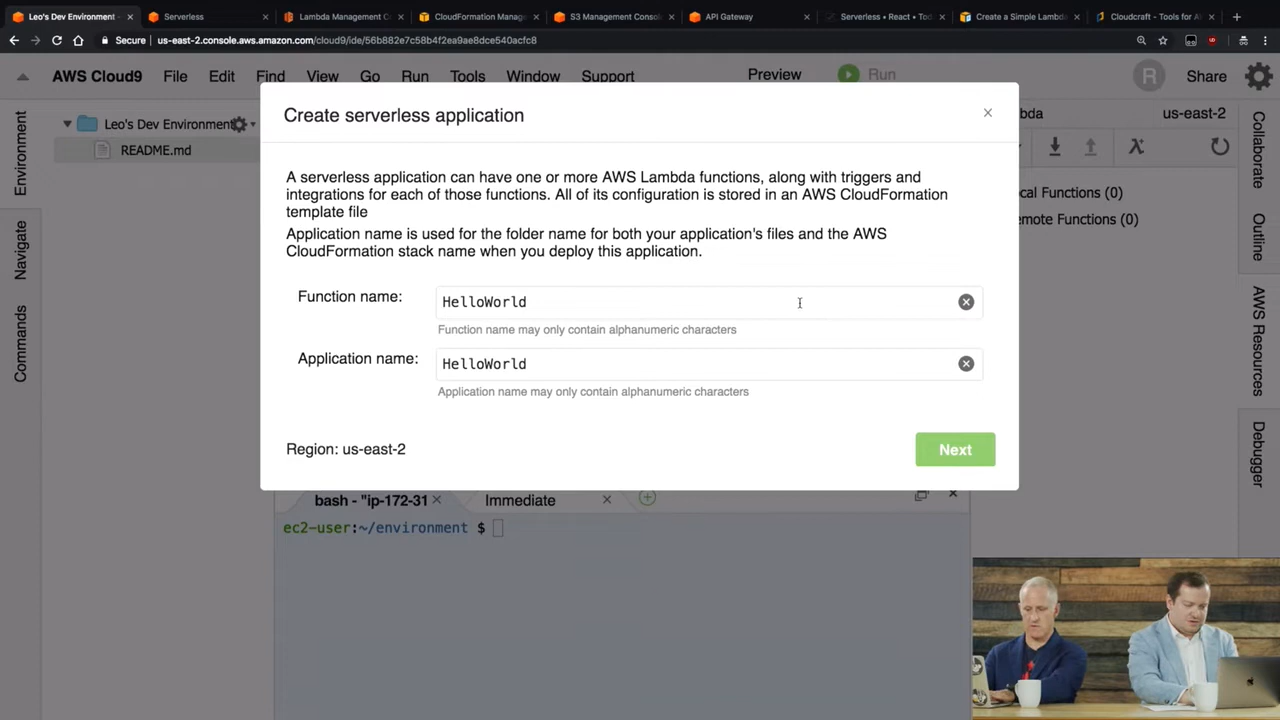 Leo's Dev Environment-
Serverless
Lambda Management C
CloudFormation Manage
S3 Management Consol
API Gateway
Serverless • React • Too
Create a Simple Lambda
Cloudcraft - Tools for A
Secure
us-east-2.console.aws.amazon.com/cloud9/ide/56b882e7c58b4f2ea9ae8dce540acfc8
AWS Cloud9 File Edit Find View Go Run Tools Window Support Preview Run R Share
Environment
Navigate
Commands
Leo's Dev Environment
README.md
Create serverless application
A serverless application can have one or more AWS Lambda functions, along with triggers and
integrations for each of those functions. All of its configuration is stored in an AWS CloudFormation
template file
Application name is used for the folder name for both your application's files and the AWS
CloudFormation stack name when you deploy this application.
Function name: HelloWorld
Function name may only contain alphanumeric characters
Application name: HelloWorld
Application name may only contain alphanumeric characters
Region: us-east-2
Next
bda us-east-2
ocal Functions (0)
emote Functions (0)
Collaborate
Outline
AWS Resources
Debugger
bash - "ip-172-31
Immediate
ec2-user:~/environment $